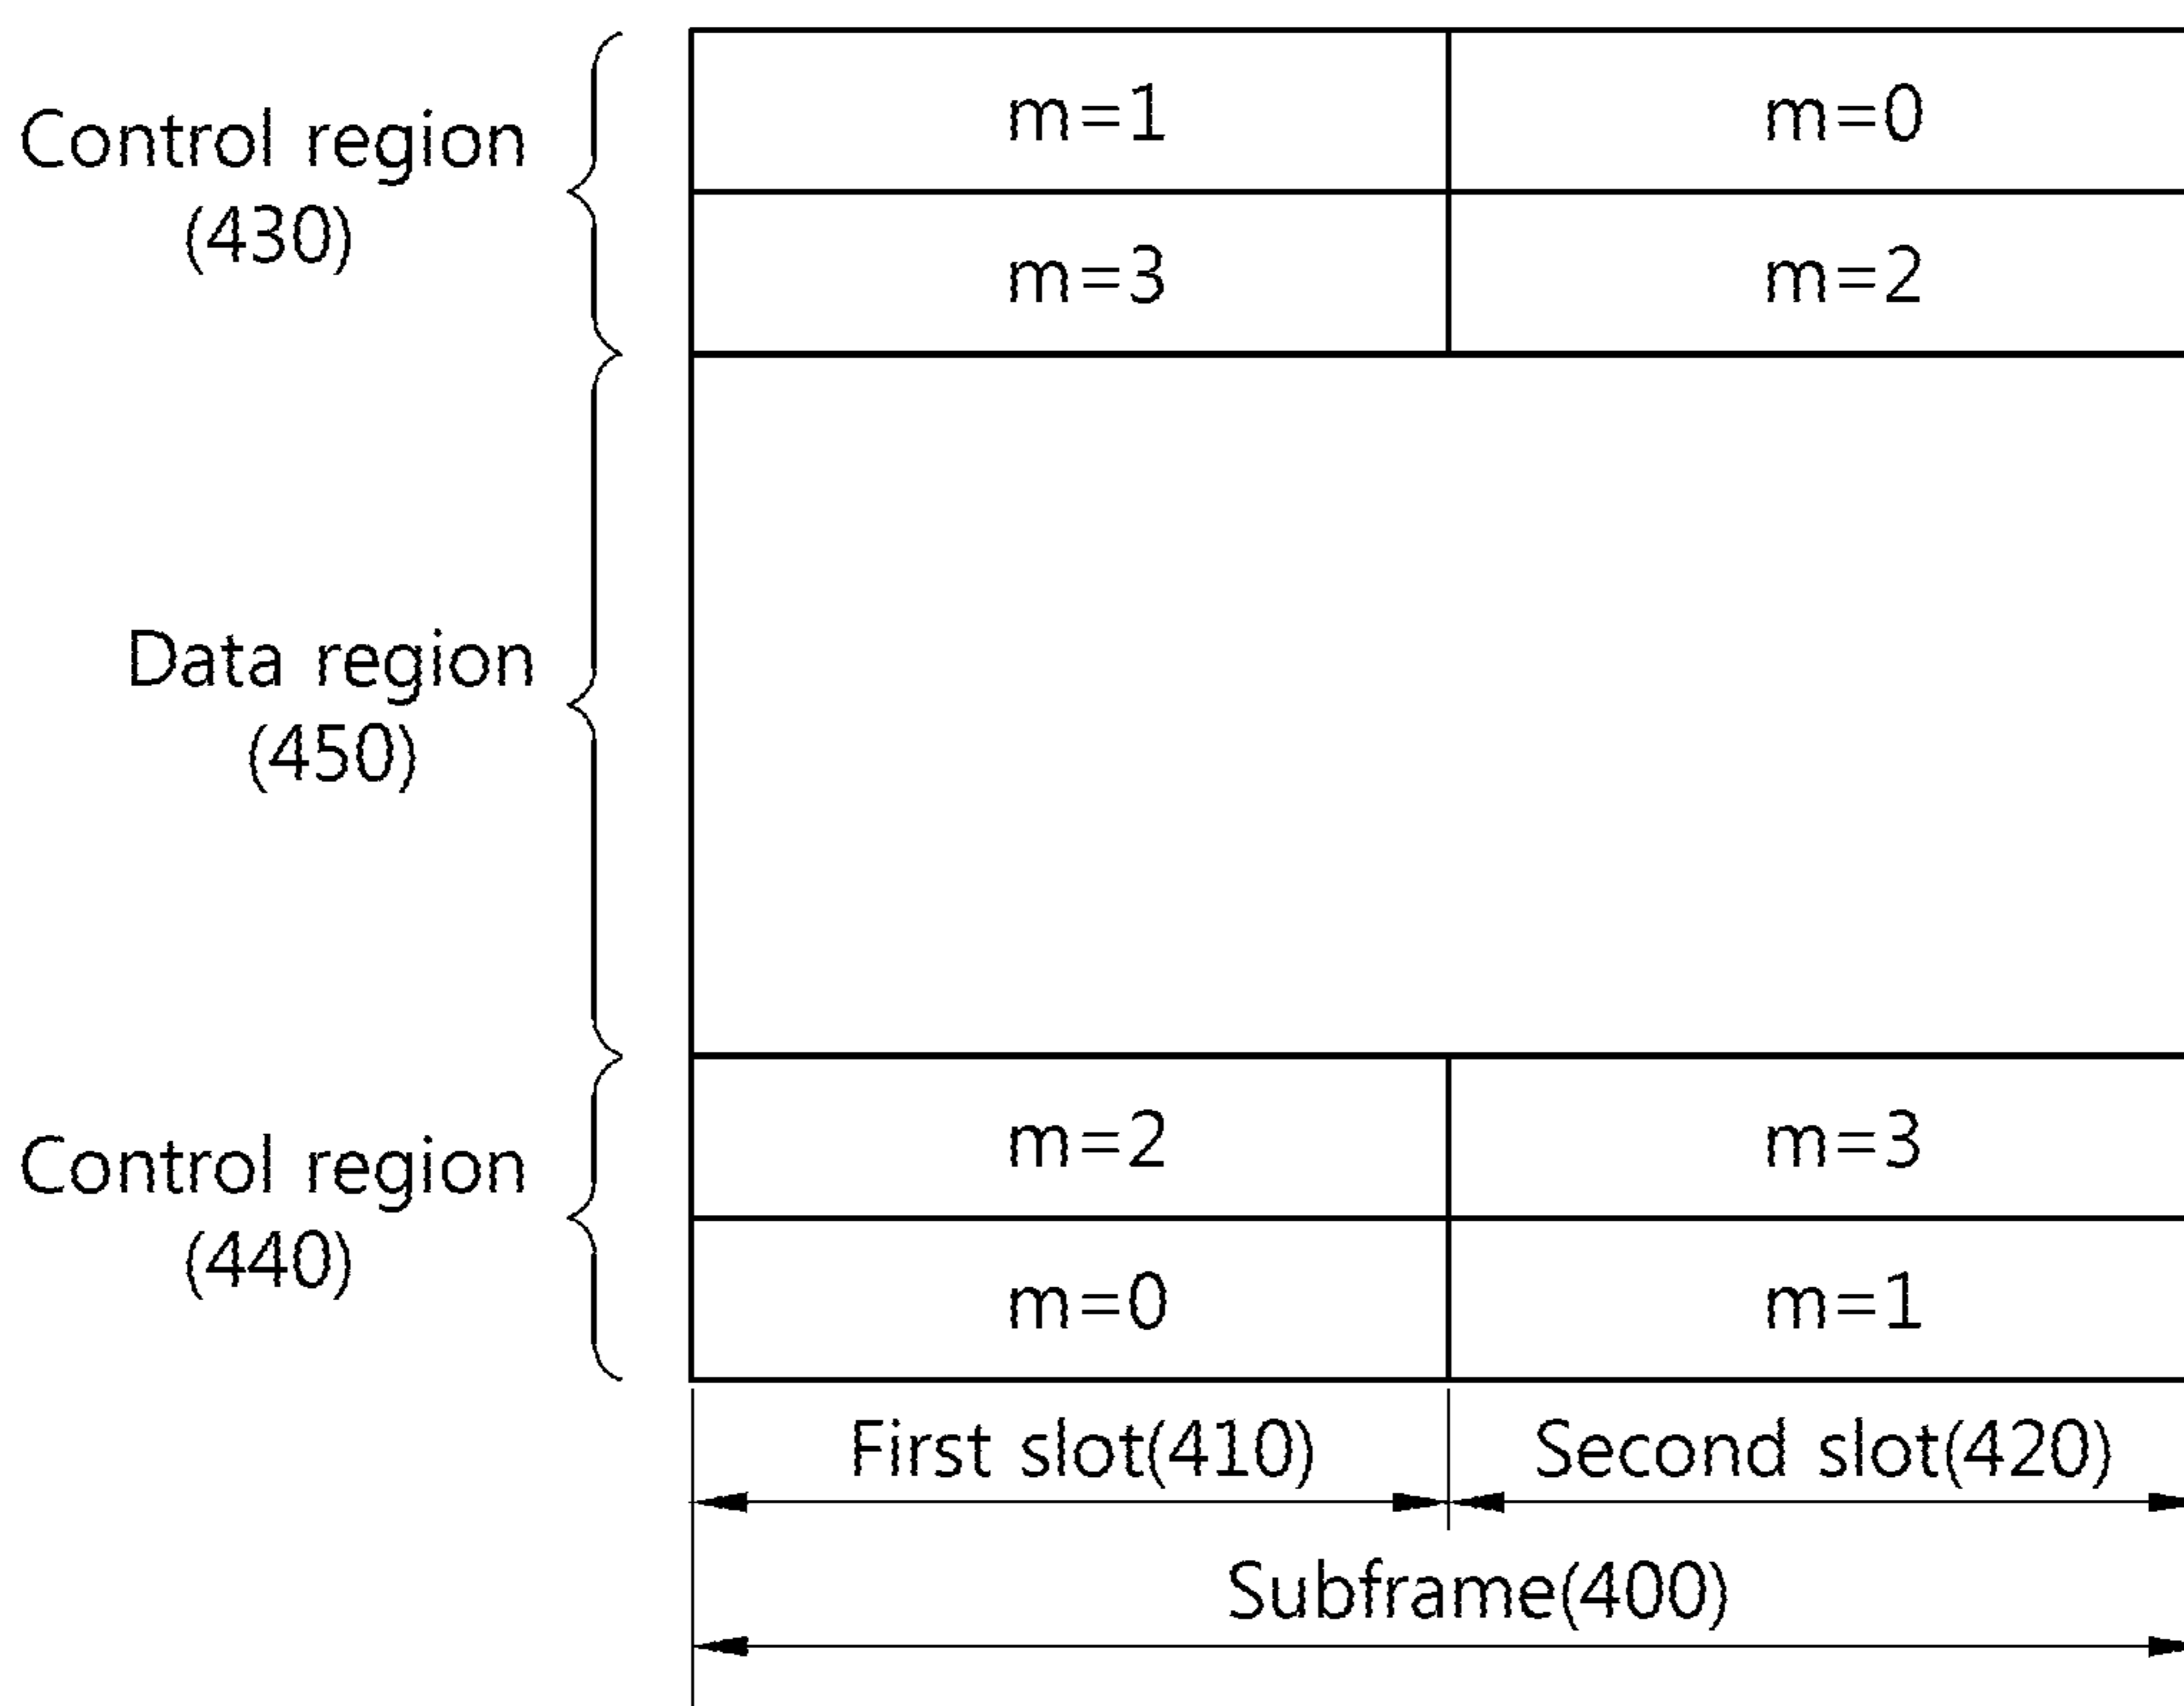 m=1 m=0
Control region
(430)
m=3 m=2
Data region
(450)
m=2 m=3
Control region
(440)
m=0 m=1
First slot(410) Second slot(420)
Subframe(400)